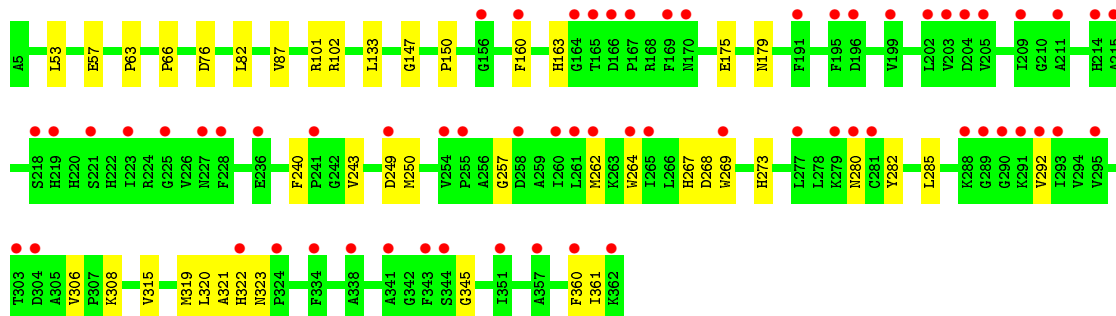 A5 L53 E57 P63 P66 D76 L82 V87 R101 R102 L133 G147 P150 G156 F160 H163 G164 T165 D166 P167 R168 F169 N170 E175 N179 F191 F195 D196 V199 L202 V203 D204 V205 I209 G210 A211 H214 A215
S218 H219 H220 S221 H222 I223 R224 G225 V226 N227 F228 E236 F240 P241 G242 V243 D249 M250 V254 P255 A256 G257 D258 A259 I260 L261 M262 K263 W264 I265 L266 H267 D268 W269 H273 L277 L278 K279 N280 C281 Y282 L285 K288 G289 G290 K291 V292 I293 V294 V295
T303 D304 A305 V306 P307 K308 V315 M319 L320 A321 H322 N323 P324 F334 A338 A341 G342 F343 S344 G345 I351 A357 F360 I361 K362